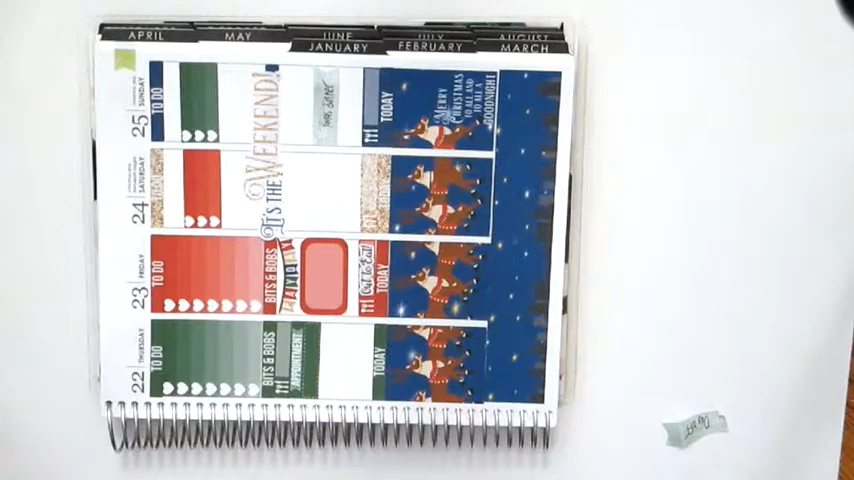 APRIL MAY JUNE JULY AUGUST
JANUARY FEBRUARY MARCH
25 SUNDAY
TO DO
IT'S THE WEEKEND!
TODAY
MERRY
CHRISTMAS
TO ALL AND
TO ALL A
GOODNIGHT
24 SATURDAY
TODAY
23 FRIDAY
TO DO
BITS & BOBS
HOLIDAY
Out to Eat!
TODAY
22 THURSDAY
TO DO
BITS & BOBS
APPOINTMENT
TODAY